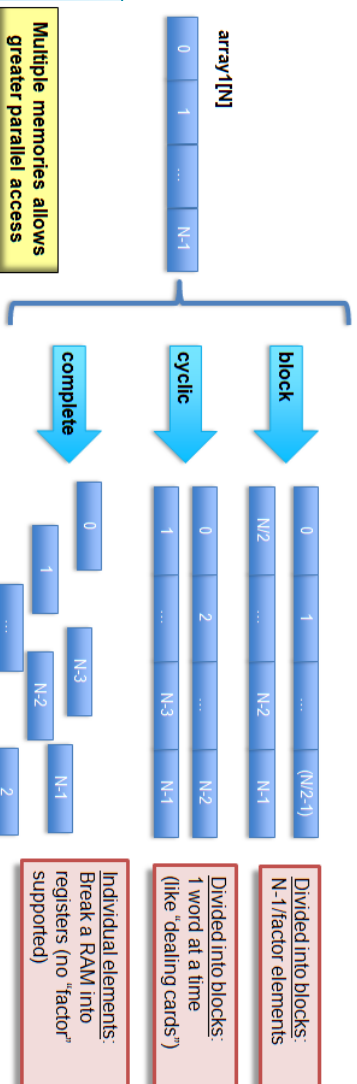 array1[N]
0 1 ... N-1
Multiple memories allows
greater parallel access
block
0 1 ... (N/2-1)
N/2 ... N-2 N-1
Divided into blocks:
N-1/factor elements
cyclic
0 2 ... N-2
1 ... N-3 N-1
Divided into blocks:
1 word at a time
(like “dealing cards”)
complete
0
N-3
1
N-2
N-1
...
2
Individual elements:
Break a RAM into
registers (no “factor”
supported)